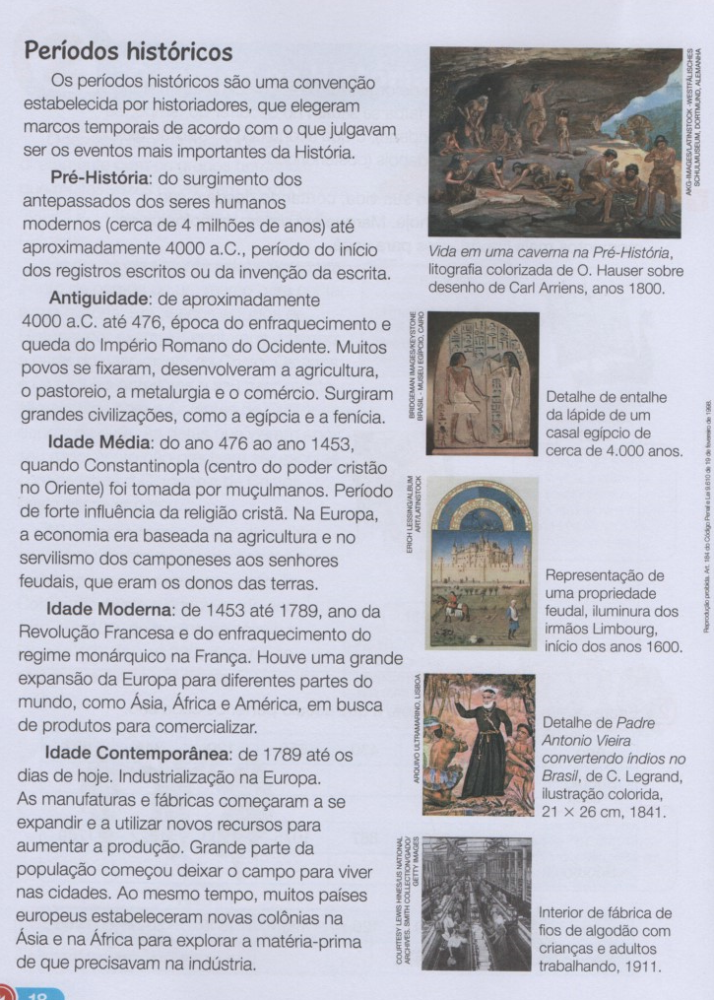 Períodos históricos
Os períodos históricos são uma convenção
estabelecida por historiadores, que elegeram
marcos temporais de acordo com o que julgavam
ser os eventos mais importantes da História.
Pré-História: do surgimento dos
antepassados dos seres humanos
modernos (cerca de 4 milhões de anos) até
aproximadamente 4000 a.C., período do início
dos registros escritos ou da invenção da escrita.
Antiguidade: de aproximadamente
4000 a.C. até 476, época do enfraquecimento e
queda do Império Romano do Ocidente. Muitos
povos se fixaram, desenvolveram a agricultura,
o pastoreio, a metalurgia e o comércio. Surgiram
grandes civilizações, como a egípcia e a fenícia.
Idade Média: do ano 476 ao ano 1453,
quando Constantinopla (centro do poder cristão
no Oriente) foi tomada por muçulmanos. Período
de forte influência da religião cristã. Na Europa,
a economia era baseada na agricultura e no
servilismo dos camponeses aos senhores
feudais, que eram os donos das terras.
Idade Moderna: de 1453 até 1789, ano da
Revolução Francesa e do enfraquecimento do
regime monárquico na França. Houve uma grande
expansão da Europa para diferentes partes do
mundo, como Ásia, África e América, em busca
de produtos para comercializar.
Idade Contemporânea: de 1789 até os
dias de hoje. Industrialização na Europa.
As manufaturas e fábricas começaram a se
expandir e a utilizar novos recursos para
aumentar a produção. Grande parte da
população começou deixar o campo para viver
nas cidades. Ao mesmo tempo, muitos países
europeus estabeleceram novas colônias na
Ásia e na África para explorar a matéria-prima
de que precisavam na indústria.
AKG-IMAGES/LATINSTOCK -WESTFÄLISCHES
SCHULMUSEUM, DORTMUND, ALEMANHA
Vida em uma caverna na Pré-História,
litografia colorizada de O. Hauser sobre
desenho de Carl Arriens, anos 1800.
BRIDGEMAN IMAGES/KEYSTONE
BRASIL - MUSEU EGÍPCIO, CAIRO
Detalhe de entalhe
da lápide de um
casal egípcio de
cerca de 4.000 anos.
ERICH LESSING/ALBUM
ART/LATINSTOCK
Representação de
uma propriedade
feudal, iluminura dos
irmãos Limbourg,
início dos anos 1600.
ARQUIVO ULTRAMARINO, LISBOA
Detalhe de Padre
Antonio Vieira
convertendo índios no
Brasil, de C. Legrand,
ilustração colorida,
21 × 26 cm, 1841.
COURTESY LEWIS HINES/US NATIONAL
ARCHIVES. SMITH COLLECTION/GADO/
GETTY IMAGES
Interior de fábrica de
fios de algodão com
crianças e adultos
trabalhando, 1911.
Reprodução proibida. Art. 184 do Código Penal e Lei 9.610 de 19 de fevereiro de 1998.
18